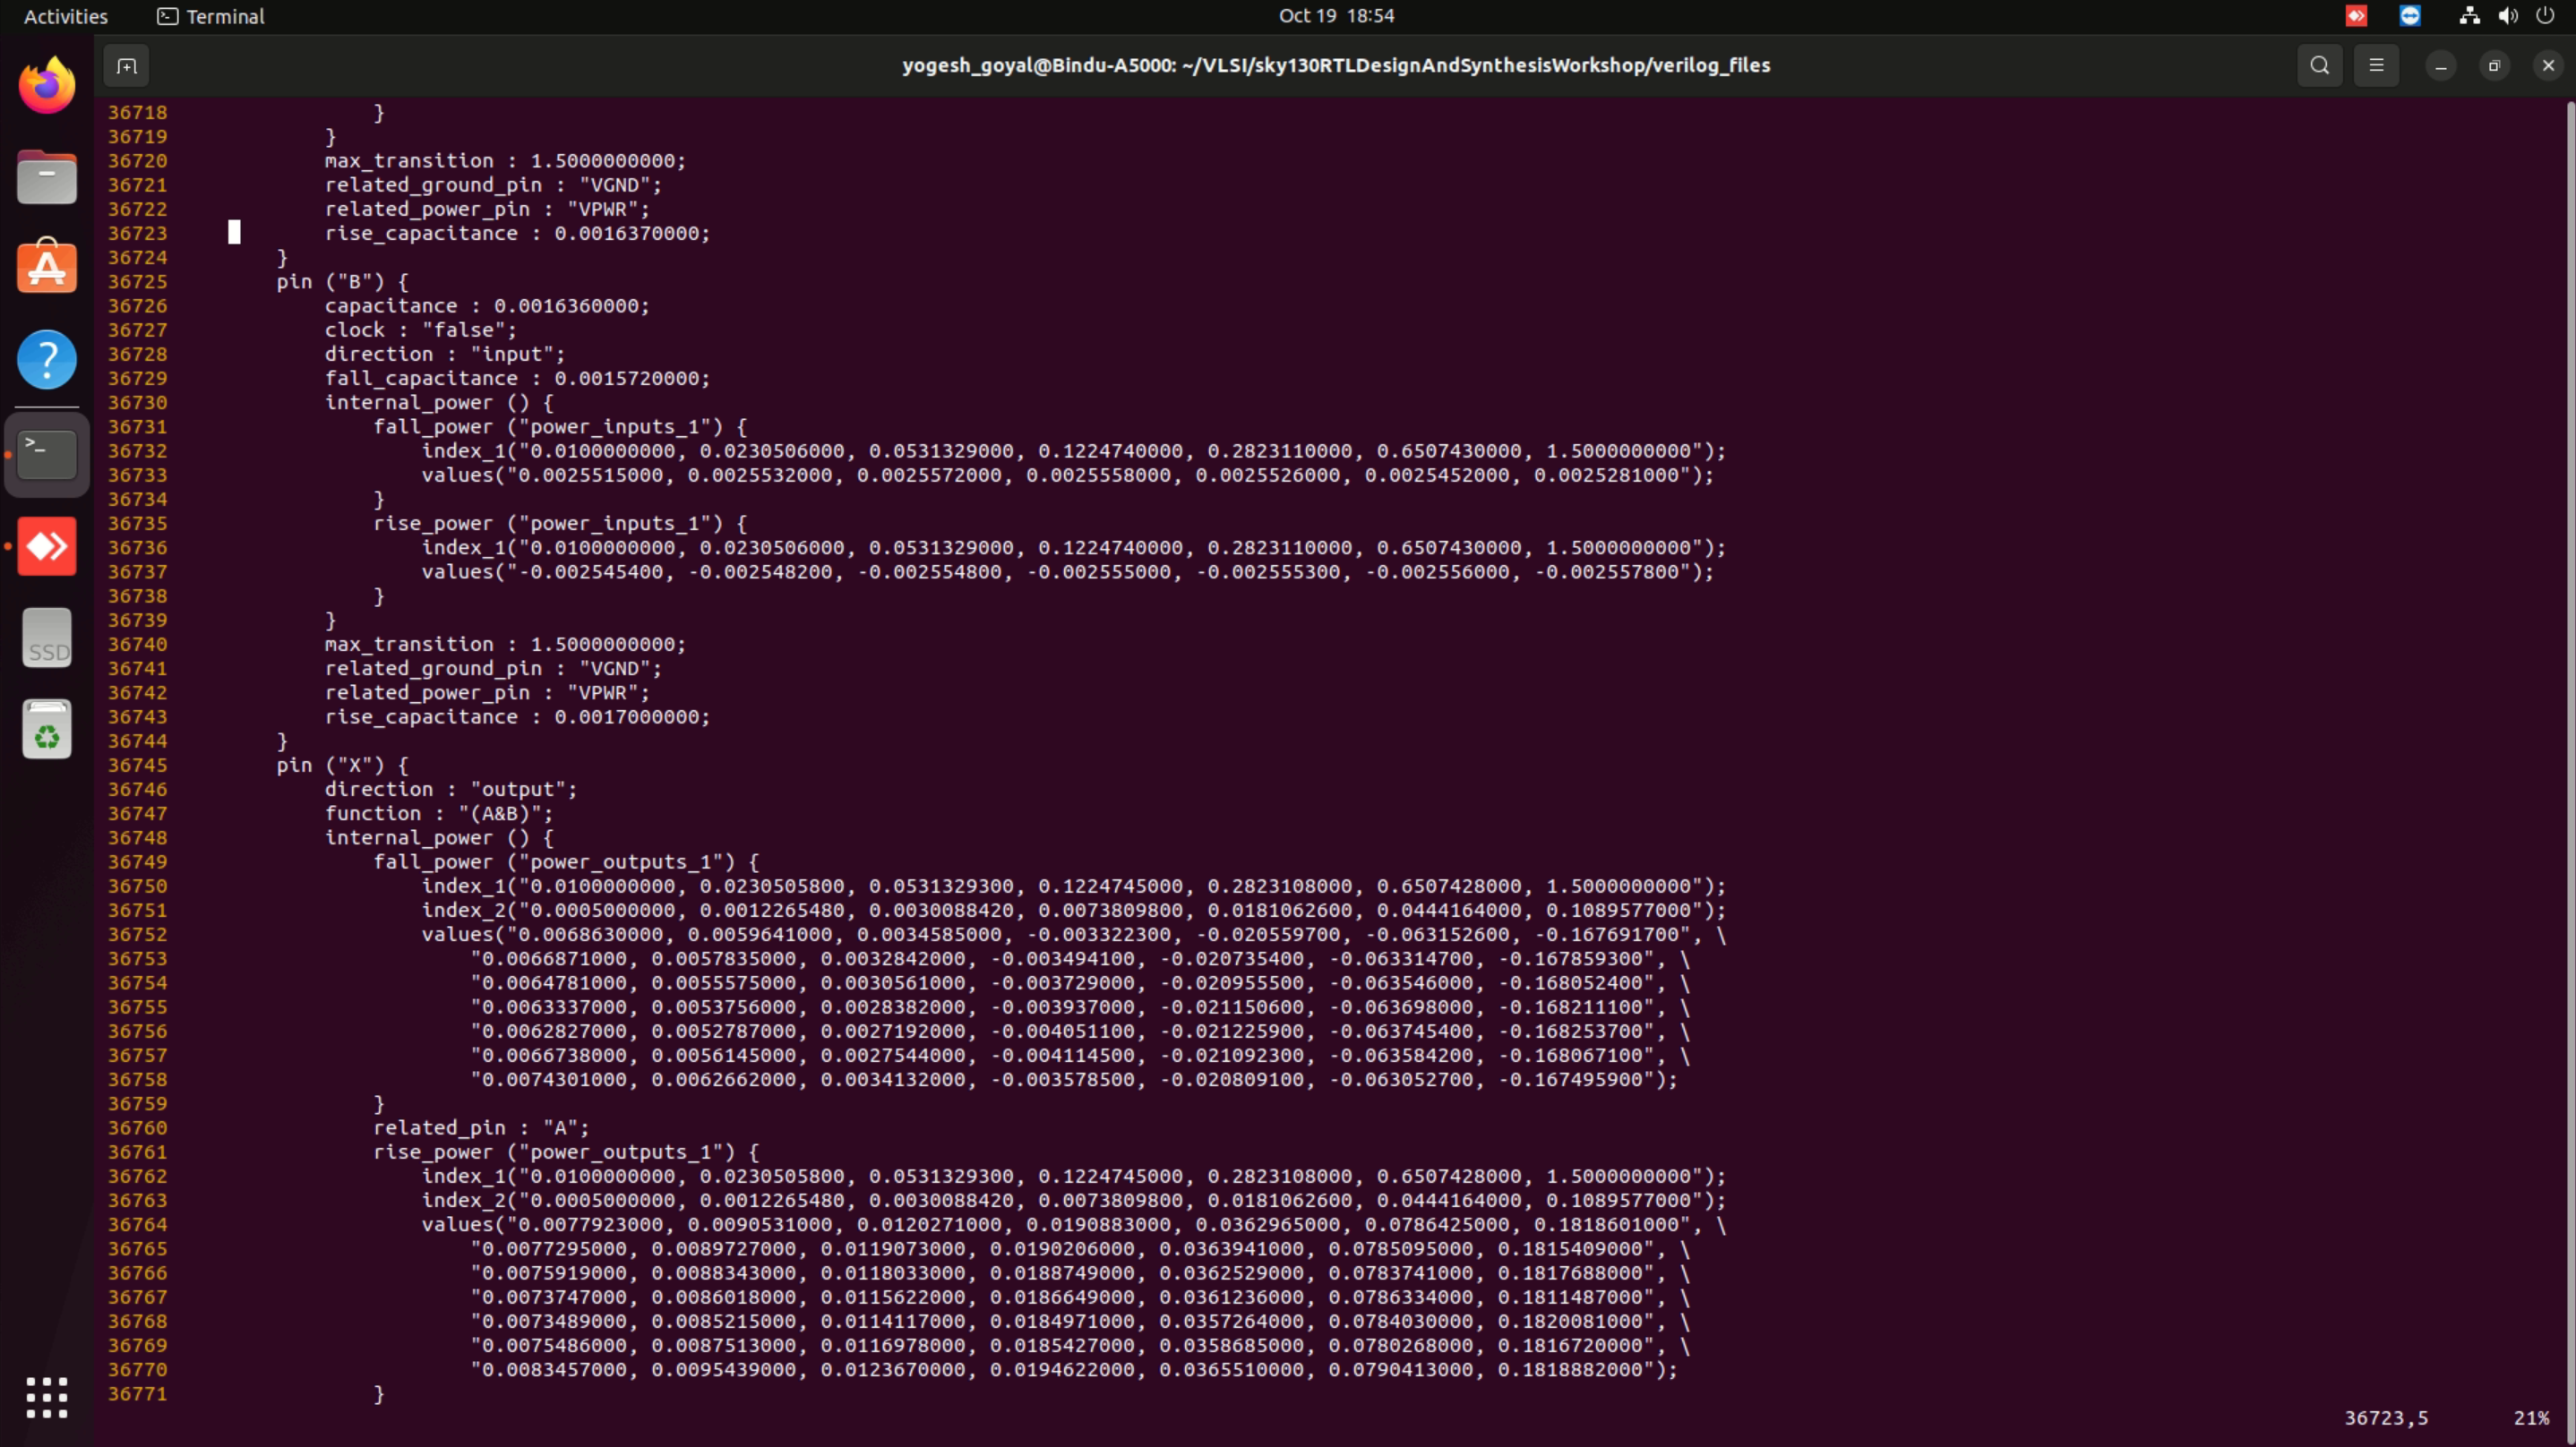 Activities Terminal Oct 19 18:54
yogesh_goyal@Bindu-A5000: ~/VLSI/sky130RTLDesignAndSynthesisWorkshop/verilog_files
36718 }
36719 }
36720 max_transition : 1.5000000000;
36721 related_ground_pin : "VGND";
36722 related_power_pin : "VPWR";
36723 rise_capacitance : 0.0016370000;
36724 }
36725 pin ("B") {
36726 capacitance : 0.0016360000;
36727 clock : "false";
36728 direction : "input";
36729 fall_capacitance : 0.0015720000;
36730 internal_power () {
36731 fall_power ("power_inputs_1") {
36732 index_1("0.0100000000, 0.0230506000, 0.0531329000, 0.1224740000, 0.2823110000, 0.6507430000, 1.5000000000");
36733 values("0.0025515000, 0.0025532000, 0.0025572000, 0.0025558000, 0.0025526000, 0.0025452000, 0.0025281000");
36734 }
36735 rise_power ("power_inputs_1") {
36736 index_1("0.0100000000, 0.0230506000, 0.0531329000, 0.1224740000, 0.2823110000, 0.6507430000, 1.5000000000");
36737 values("-0.002545400, -0.002548200, -0.002554800, -0.002555000, -0.002555300, -0.002556000, -0.002557800");
36738 }
36739 }
36740 max_transition : 1.5000000000;
36741 related_ground_pin : "VGND";
36742 related_power_pin : "VPWR";
36743 rise_capacitance : 0.0017000000;
36744 }
36745 pin ("X") {
36746 direction : "output";
36747 function : "(A&B)";
36748 internal_power () {
36749 fall_power ("power_outputs_1") {
36750 index_1("0.0100000000, 0.0230505800, 0.0531329300, 0.1224745000, 0.2823108000, 0.6507428000, 1.5000000000");
36751 index_2("0.0005000000, 0.0012265480, 0.0030088420, 0.0073809800, 0.0181062600, 0.0444164000, 0.1089577000");
36752 values("0.0068630000, 0.0059641000, 0.0034585000, -0.003322300, -0.020559700, -0.063152600, -0.167691700", \
36753 "0.0066871000, 0.0057835000, 0.0032842000, -0.003494100, -0.020735400, -0.063314700, -0.167859300", \
36754 "0.0064781000, 0.0055575000, 0.0030561000, -0.003729000, -0.020955500, -0.063546000, -0.168052400", \
36755 "0.0063337000, 0.0053756000, 0.0028382000, -0.003937000, -0.021150600, -0.063698000, -0.168211100", \
36756 "0.0062827000, 0.0052787000, 0.0027192000, -0.004051100, -0.021225900, -0.063745400, -0.168253700", \
36757 "0.0066738000, 0.0056145000, 0.0027544000, -0.004114500, -0.021092300, -0.063584200, -0.168067100", \
36758 "0.0074301000, 0.0062662000, 0.0034132000, -0.003578500, -0.020809100, -0.063052700, -0.167495900");
36759 }
36760 related_pin : "A";
36761 rise_power ("power_outputs_1") {
36762 index_1("0.0100000000, 0.0230505800, 0.0531329300, 0.1224745000, 0.2823108000, 0.6507428000, 1.5000000000");
36763 index_2("0.0005000000, 0.0012265480, 0.0030088420, 0.0073809800, 0.0181062600, 0.0444164000, 0.1089577000");
36764 values("0.0077923000, 0.0090531000, 0.0120271000, 0.0190883000, 0.0362965000, 0.0786425000, 0.1818601000", \
36765 "0.0077295000, 0.0089727000, 0.0119073000, 0.0190206000, 0.0363941000, 0.0785095000, 0.1815409000", \
36766 "0.0075919000, 0.0088343000, 0.0118033000, 0.0188749000, 0.0362529000, 0.0783741000, 0.1817688000", \
36767 "0.0073747000, 0.0086018000, 0.0115622000, 0.0186649000, 0.0361236000, 0.0786334000, 0.1811487000", \
36768 "0.0073489000, 0.0085215000, 0.0114117000, 0.0184971000, 0.0357264000, 0.0784030000, 0.1820081000", \
36769 "0.0075486000, 0.0087513000, 0.0116978000, 0.0185427000, 0.0358685000, 0.0780268000, 0.1816720000", \
36770 "0.0083457000, 0.0095439000, 0.0123670000, 0.0194622000, 0.0365510000, 0.0790413000, 0.1818882000");
36771 }
36723,5 21%
SSD